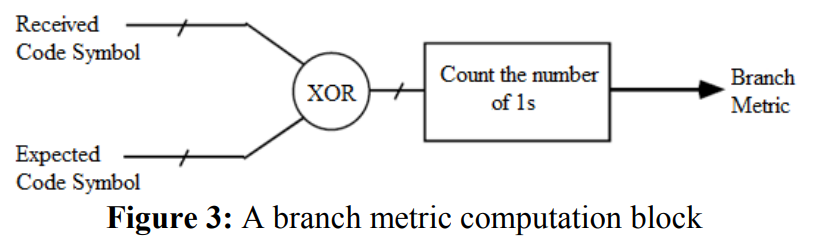 Received
Code Symbol
XOR
Count the number
of 1s
Branch
Metric
Expected
Code Symbol
Figure 3: A branch metric computation block